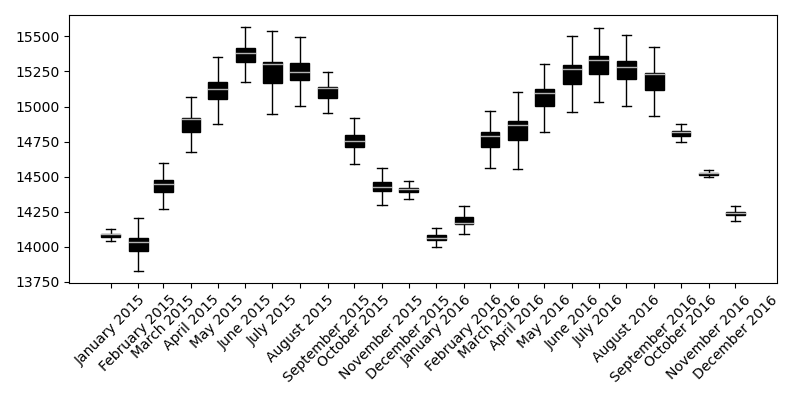 15500
15250
15000
14750
14500
14250
14000
13750
January 2015
February 2015
March 2015
April 2015
May 2015
June 2015
July 2015
August 2015
September 2015
October 2015
November 2015
December 2015
January 2016
February 2016
March 2016
April 2016
May 2016
June 2016
July 2016
August 2016
September 2016
October 2016
November 2016
December 2016